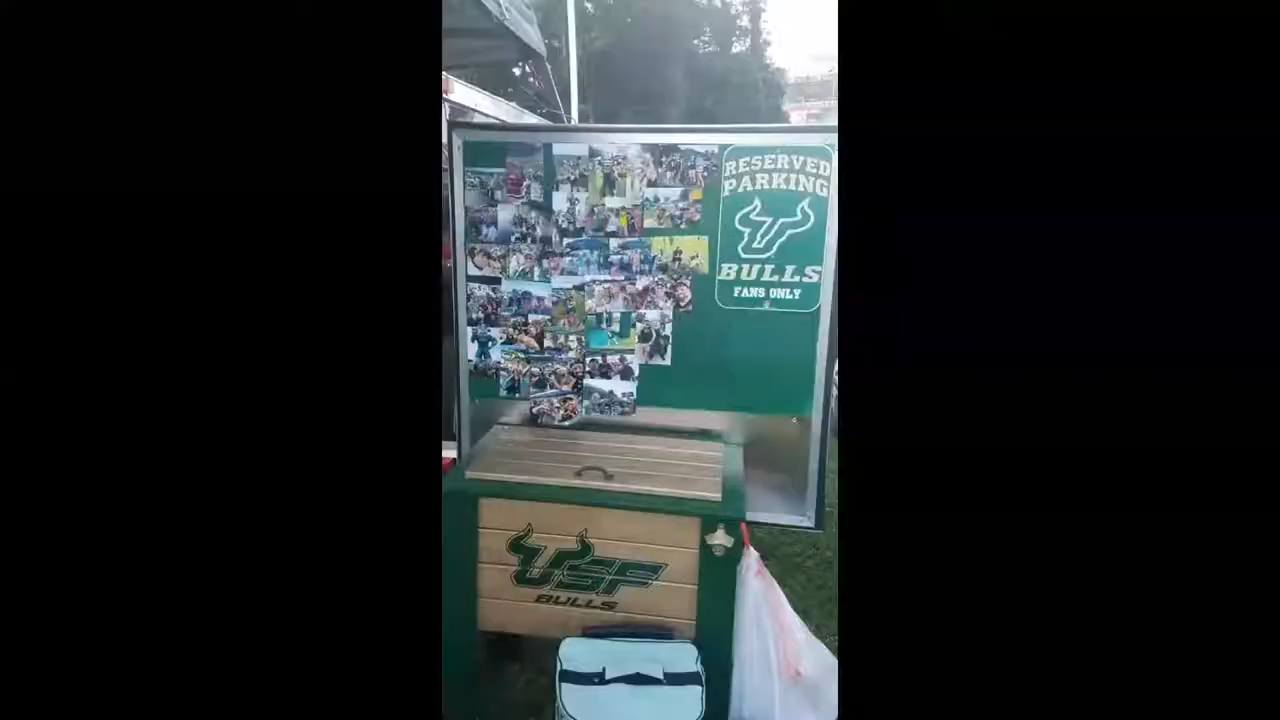 RESERVED
PARKING
BULLS
FANS ONLY
USF
BULLS